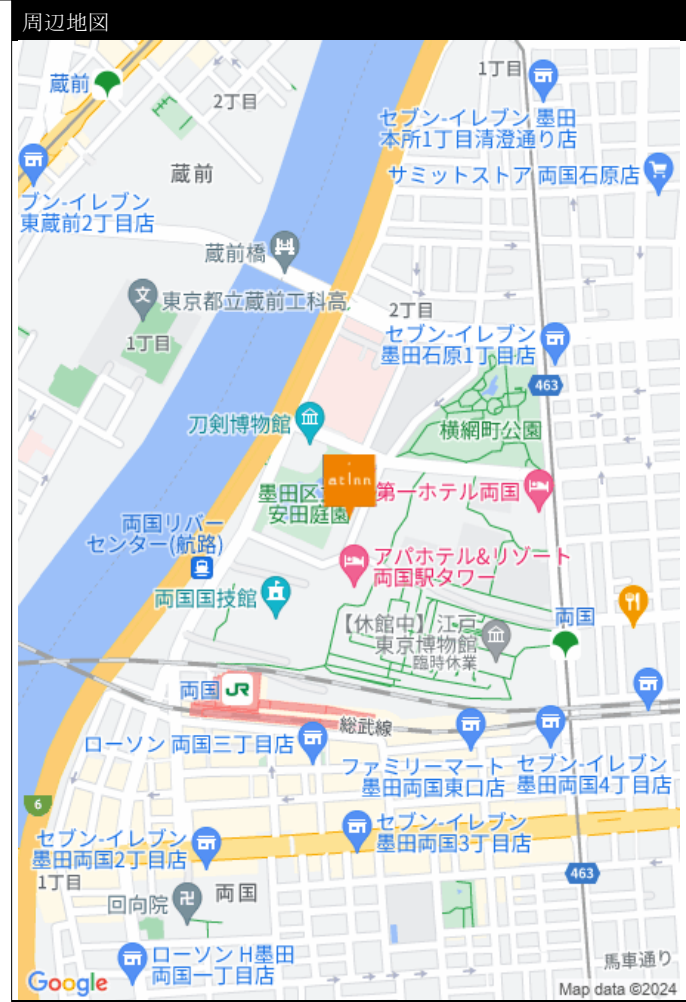 周辺地図
1丁目
蔵前
2丁目
セブン-イレブン 墨田
本所1丁目清澄通り店
サミットストア 両国石原店
蔵前
ブン-イレブン
東蔵前2丁目店
蔵前橋
東京都立蔵前工科高
文
2丁目
1丁目
セブン-イレブン
墨田石原1丁目店
463
刀剣博物館
横網町公園
at inn
墨田区
安田庭園
第一ホテル両国
両国リバー
センター(航路)
アパホテル&リゾート
両国駅タワー
両国国技館
【休館中】江戸
東京博物館
臨時休業
両国
両国
JR
総武線
ローソン 両国三丁目店
ファミリーマート
墨田両国東口店
セブン-イレブン
墨田両国4丁目店
6
セブン-イレブン
墨田両国2丁目店
セブン-イレブン
墨田両国3丁目店
1丁目
463
回向院
卍
両国
ローソン H墨田
両国一丁目店
馬車通り
Google
Map data ©2024